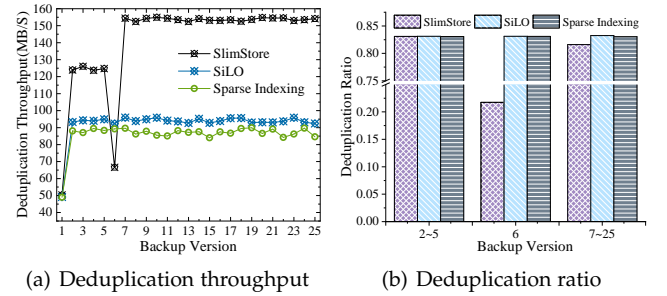 160
150
140
130
120
110
100
90
80
70
60
50
40
Deduplication Throughput(MB/S)
SlimStore
SiLO
Sparse Indexing
1 3 5 7 9 11 13 15 17 19 21 23 25
Backup Version
(a) Deduplication throughput
SlimStore SiLO Sparse Indexing
0.85
0.80
0.75
0.20
0.15
0.10
0.05
0.00
Deduplication Ratio
2~5 6 7~25
Backup Version
(b) Deduplication ratio